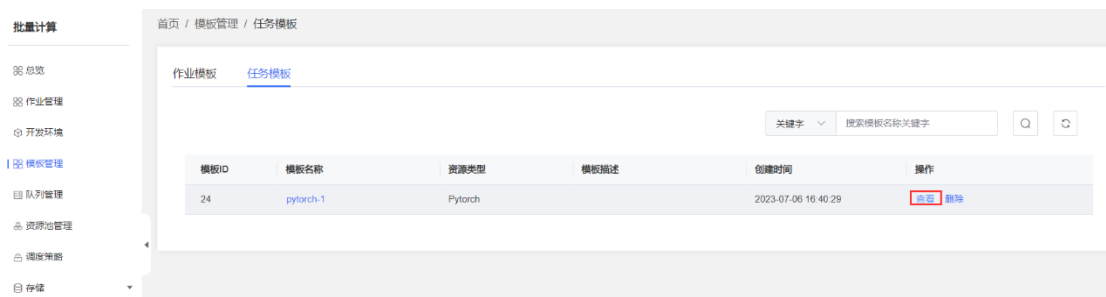 批量计算
首页 / 模板管理 / 任务模板
总览
作业管理
开发环境
模板管理
队列管理
资源池管理
调度策略
存储
作业模板 任务模板
关键字 搜索模板名称关键字
模板ID 模板名称 资源类型 模板描述 创建时间 操作
24 pytorch-1 Pytorch 2023-07-06 16:40:29 查看 删除